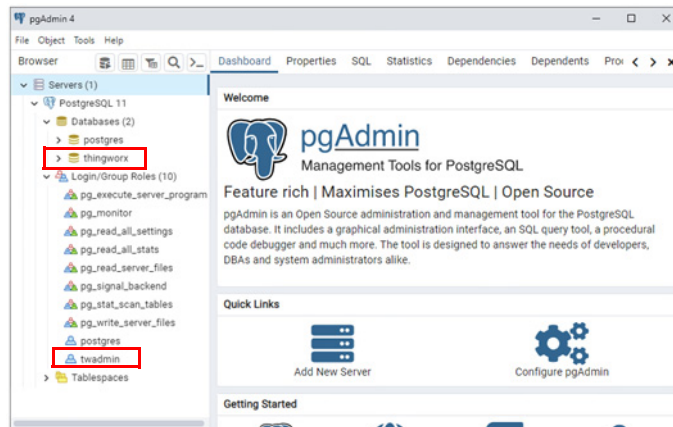 pgAdmin 4
File Object Tools Help
Browser
Dashboard Properties SQL Statistics Dependencies Dependents
Servers (1)
PostgreSQL 11
Databases (2)
postgres
thingworx
Login/Group Roles (10)
pg_execute_server_program
pg_monitor
pg_read_all_settings
pg_read_all_stats
pg_read_server_files
pg_signal_backend
pg_stat_scan_tables
pg_write_server_files
postgres
twadmin
Tablespaces
Welcome
pgAdmin
Management Tools for PostgreSQL
Feature rich | Maximises PostgreSQL | Open Source
pgAdmin is an Open Source administration and management tool for the PostgreSQL
database. It includes a graphical administration interface, an SQL query tool, a procedural
code debugger and much more. The tool is designed to answer the needs of developers,
DBAs and system administrators alike.
Quick Links
Add New Server
Configure pgAdmin
Getting Started